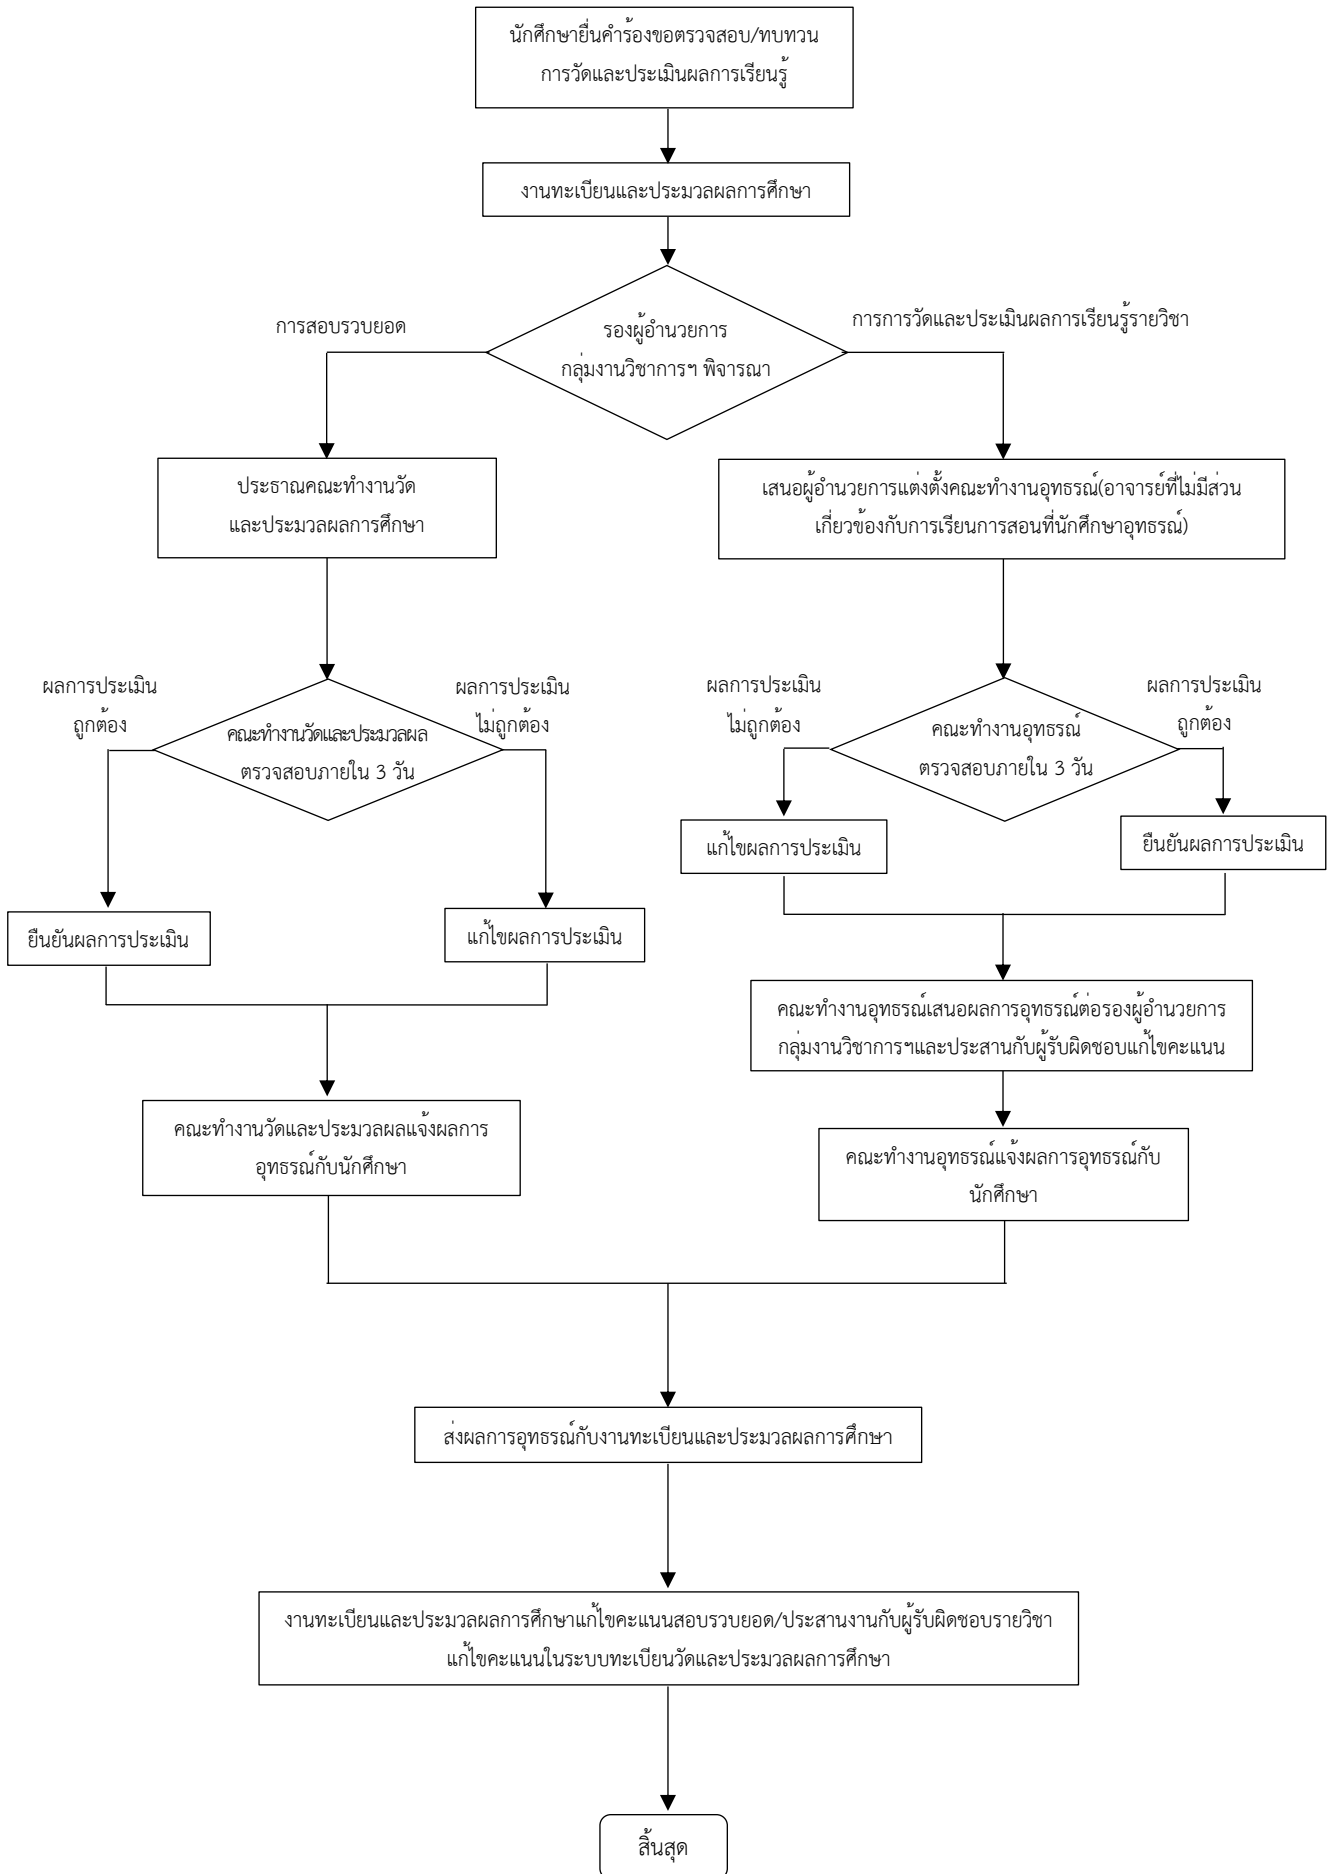 นักศึกษายื่นคำร้องขอตรวจสอบ/ทบทวน
การวัดและประเมินผลการเรียนรู้
งานทะเบียนและประมวลผลการศึกษา
การสอบรวบยอด
รองผู้อำนวยการ
กลุ่มงานวิชาการฯ พิจารณา
การการวัดและประเมินผลการเรียนรู้รายวิชา
ประธาณคณะทำงานวัด
และประมวลผลการศึกษา
เสนอผู้อำนวยการแต่งตั้งคณะทำงานอุทธรณ์(อาจารย์ที่ไม่มีส่วน
เกี่ยวข้องกับการเรียนการสอนที่นักศึกษาอุทธรณ์)
ผลการประเมิน
ถูกต้อง
คณะทำงานวัดและประมวลผล
ตรวจสอบภายใน 3 วัน
ผลการประเมิน
ไม่ถูกต้อง
ผลการประเมิน
ไม่ถูกต้อง
คณะทำงานอุทธรณ์
ตรวจสอบภายใน 3 วัน
ผลการประเมิน
ถูกต้อง
ยืนยันผลการประเมิน
แก้ไขผลการประเมิน
แก้ไขผลการประเมิน
ยืนยันผลการประเมิน
คณะทำงานอุทธรณ์เสนอผลการอุทธรณ์ต่อรองผู้อำนวยการ
กลุ่มงานวิชาการฯและประสานกับผู้รับผิดชอบแก้ไขคะแนน
คณะทำงานวัดและประมวลผลแจ้งผลการ
อุทธรณ์กับนักศึกษา
คณะทำงานอุทธรณ์แจ้งผลการอุทธรณ์กับ
นักศึกษา
ส่งผลการอุทธรณ์กับงานทะเบียนและประมวลผลการศึกษา
งานทะเบียนและประมวลผลการศึกษาแก้ไขคะแนนสอบรวบยอด/ประสานงานกับผู้รับผิดชอบรายวิชา
แก้ไขคะแนนในระบบทะเบียนวัดและประมวลผลการศึกษา
สิ้นสุด